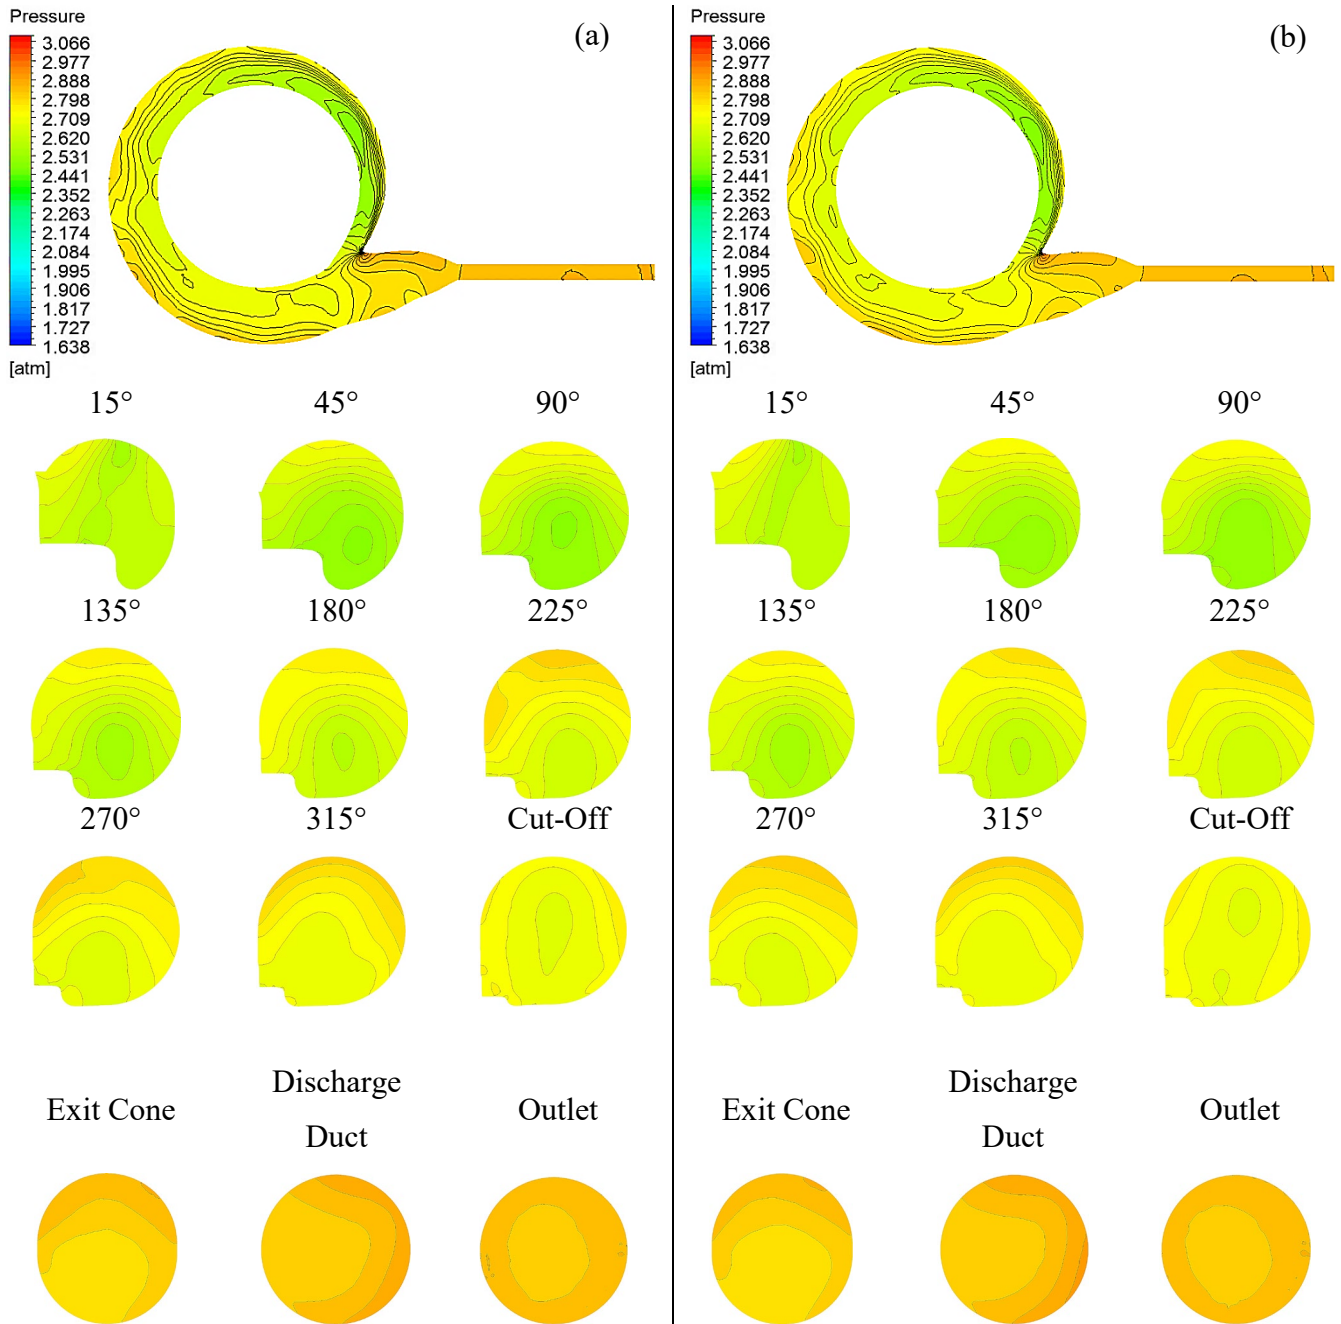 Pressure
3.066
2.977
2.888
2.798
2.709
2.620
2.531
2.441
2.352
2.263
2.174
2.084
1.995
1.906
1.817
1.727
1.638
[atm]
(a)
15° 45° 90°
135° 180° 225°
270° 315° Cut-Off
Exit Cone Discharge Duct Outlet
Pressure
3.066
2.977
2.888
2.798
2.709
2.620
2.531
2.441
2.352
2.263
2.174
2.084
1.995
1.906
1.817
1.727
1.638
[atm]
(b)
15° 45° 90°
135° 180° 225°
270° 315° Cut-Off
Exit Cone Discharge Duct Outlet